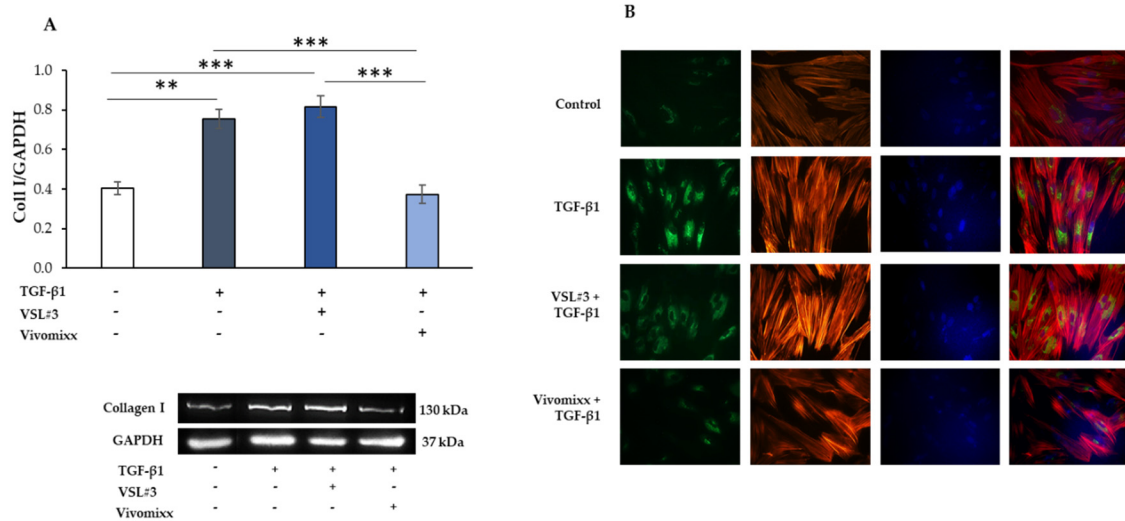 A
***
***
***
**
1.0
0.8
0.6
0.4
0.2
0.0
Coll I/GAPDH
TGF-β1 - + + +
VSL#3 - - + -
Vivomixx - - - +
Collagen I 130 kDa
GAPDH 37 kDa
TGF-β1 - + + +
VSL#3 - - + -
Vivomixx - - - +
B
Control
TGF-β1
VSL#3 +
TGF-β1
Vivomixx +
TGF-β1